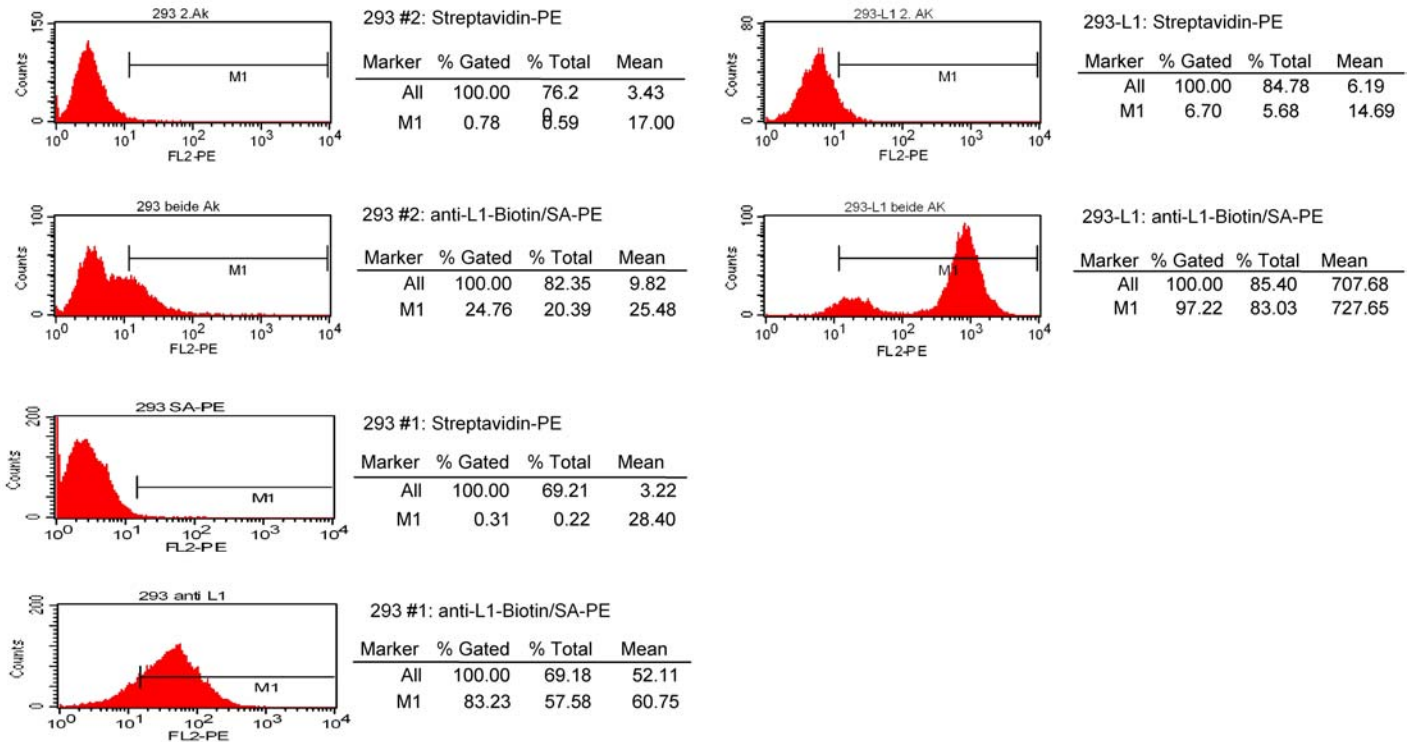 293 2.Ak
150
Counts
0
M1
10^0 10^1 10^2 10^3 10^4
FL2-PE
293 #2: Streptavidin-PE
Marker % Gated % Total Mean
All 100.00 76.2 3.43
0
M1 0.78 0.59 17.00
293-L1 2. AK
80
Counts
0
M1
10^0 10^1 10^2 10^3 10^4
FL2-PE
293-L1: Streptavidin-PE
Marker % Gated % Total Mean
All 100.00 84.78 6.19
M1 6.70 5.68 14.69
293 beide Ak
100
Counts
0
M1
10^0 10^1 10^2 10^3 10^4
FL2-PE
293 #2: anti-L1-Biotin/SA-PE
Marker % Gated % Total Mean
All 100.00 82.35 9.82
M1 24.76 20.39 25.48
293-L1 beide AK
100
Counts
0
M1
10^0 10^1 10^2 10^3 10^4
FL2-PE
293-L1: anti-L1-Biotin/SA-PE
Marker % Gated % Total Mean
All 100.00 85.40 707.68
M1 97.22 83.03 727.65
293 SA-PE
200
Counts
0
M1
10^0 10^1 10^2 10^3 10^4
FL2-PE
293 #1: Streptavidin-PE
Marker % Gated % Total Mean
All 100.00 69.21 3.22
M1 0.31 0.22 28.40
293 anti L1
200
Counts
0
M1
10^0 10^1 10^2 10^3 10^4
FL2-PE
293 #1: anti-L1-Biotin/SA-PE
Marker % Gated % Total Mean
All 100.00 69.18 52.11
M1 83.23 57.58 60.75